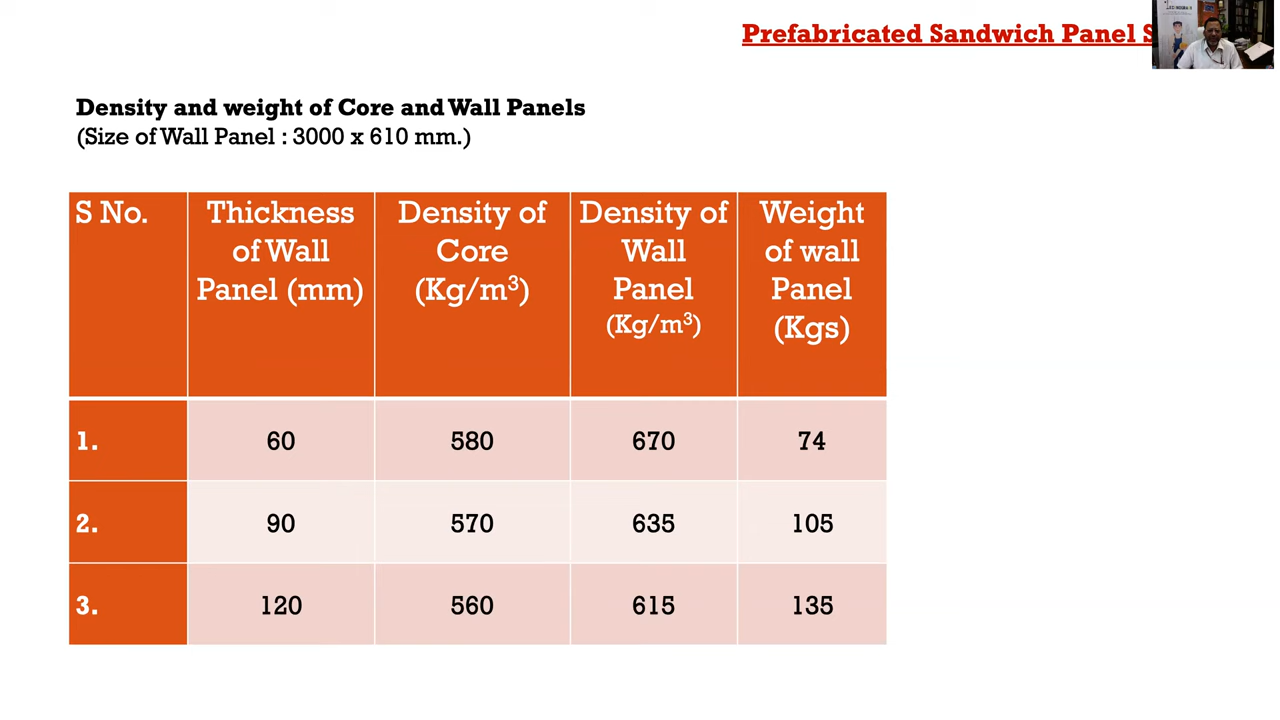 Prefabricated Sandwich Panel S
Density and weight of Core and Wall Panels
(Size of Wall Panel : 3000 x 610 mm.)
S No. Thickness of Wall Panel (mm) Density of Core (Kg/m³) Density of Wall Panel (Kg/m³) Weight of wall Panel (Kgs)
1. 60 580 670 74
2. 90 570 635 105
3. 120 560 615 135